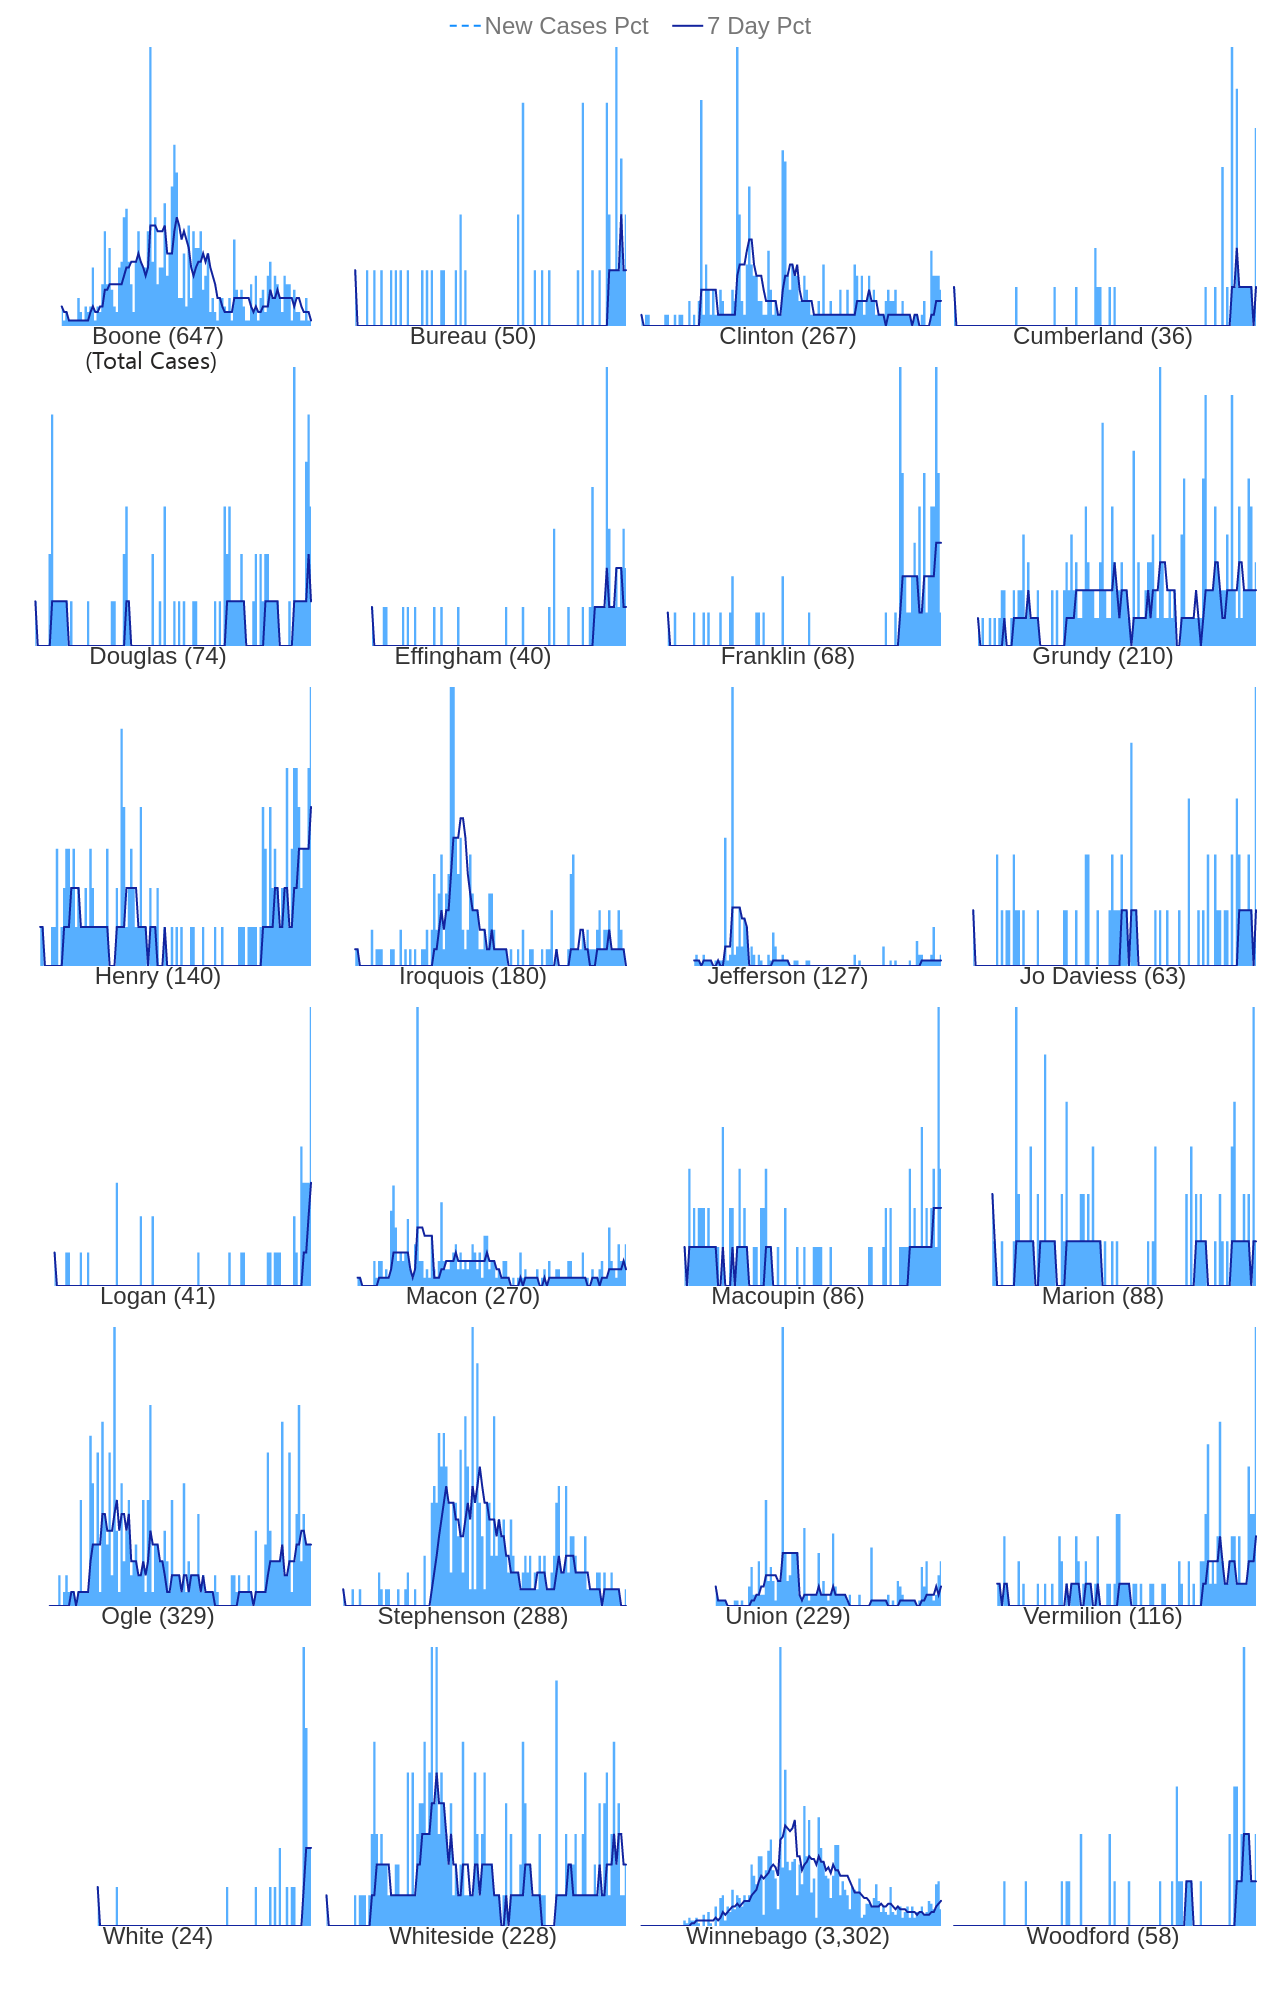 New Cases Pct 7 Day Pct
Boone (647) Bureau (50) Clinton (267) Cumberland (36)
(Total Cases)
Douglas (74) Effingham (40) Franklin (68) Grundy (210)
Henry (140) Iroquois (180) Jefferson (127) Jo Daviess (63)
Logan (41) Macon (270) Macoupin (86) Marion (88)
Ogle (329) Stephenson (288) Union (229) Vermilion (116)
White (24) Whiteside (228) Winnebago (3,302) Woodford (58)